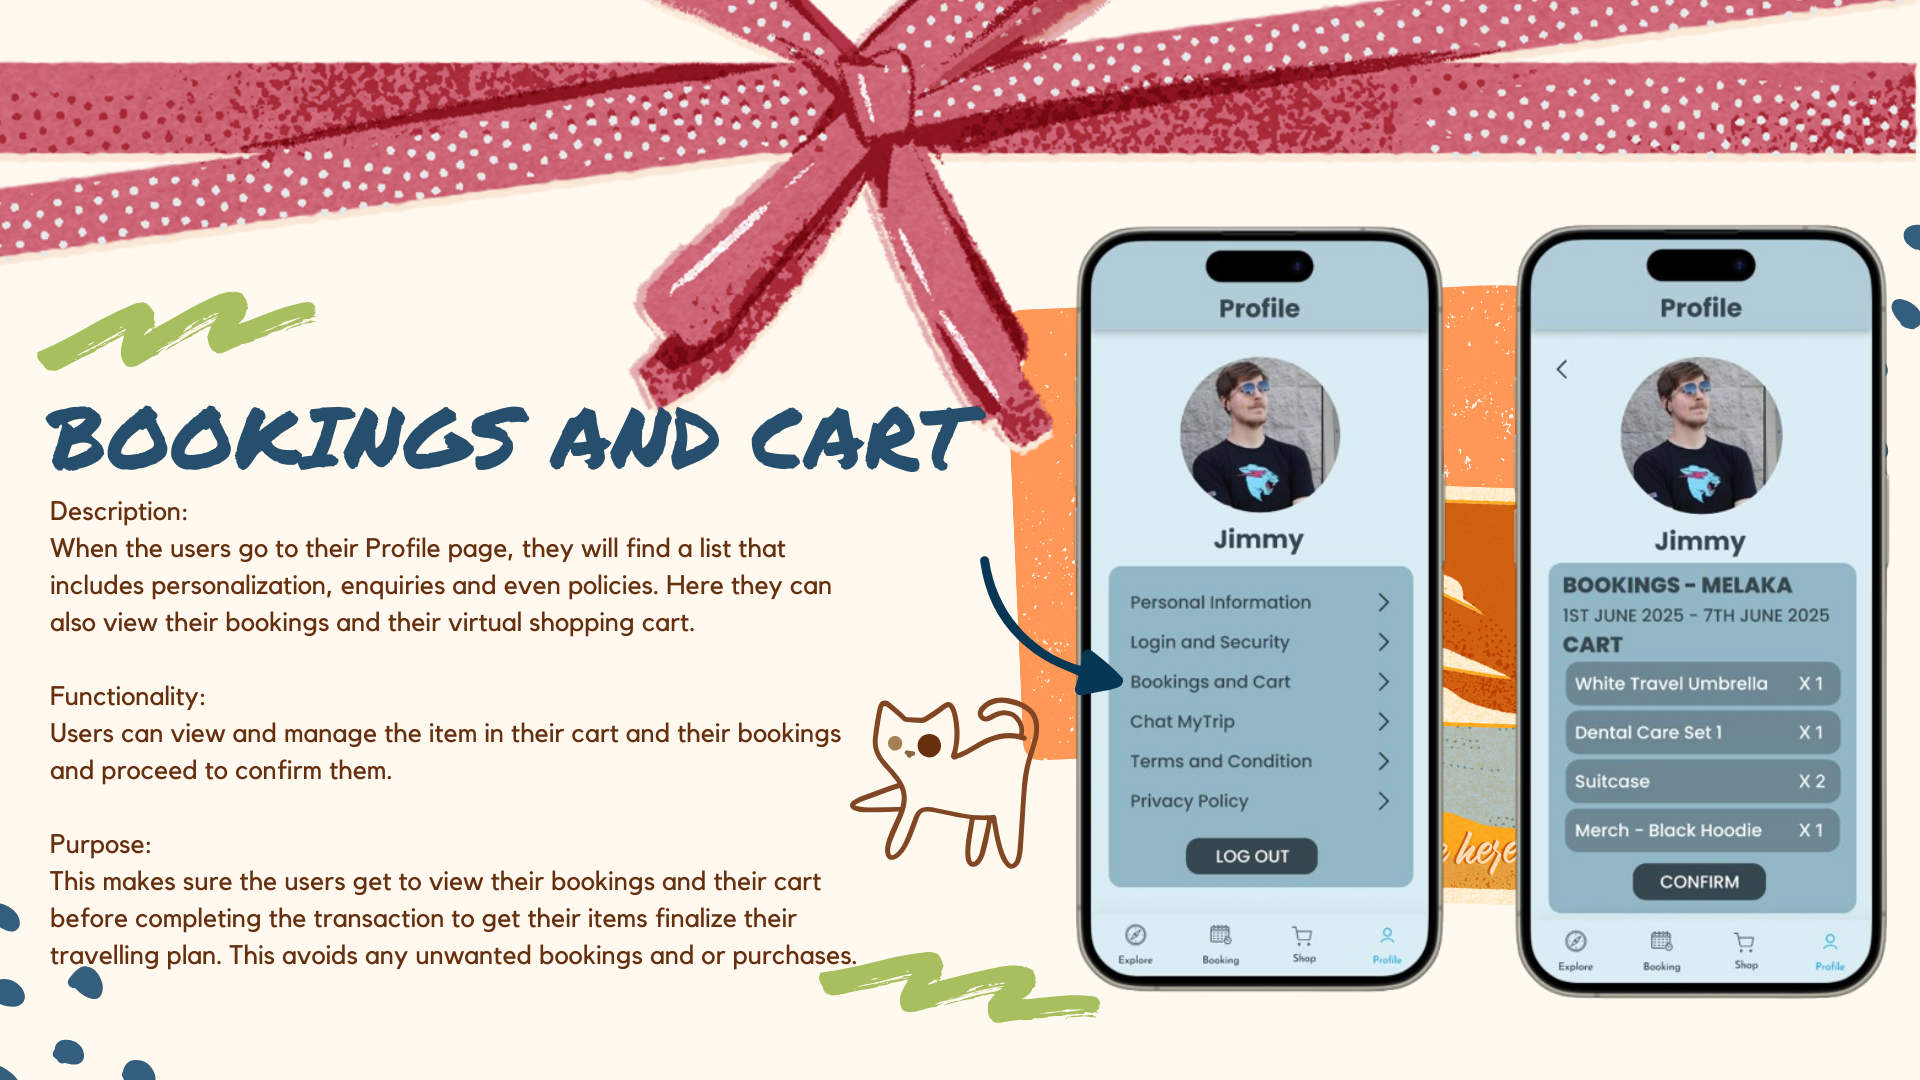 BOOKINGS AND CART
Description:
When the users go to their Profile page, they will find a list that
includes personalization, enquiries and even policies. Here they can
also view their bookings and their virtual shopping cart.
Functionality:
Users can view and manage the item in their cart and their bookings
and proceed to confirm them.
Purpose:
This makes sure the users get to view their bookings and their cart
before completing the transaction to get their items finalize their
travelling plan. This avoids any unwanted bookings and or purchases.
Profile
Jimmy
Personal Information
Login and Security
Bookings and Cart
Chat MyTrip
Terms and Condition
Privacy Policy
LOG OUT
Explore
Booking
Shop
Profile
here
Profile
Jimmy
BOOKINGS - MELAKA
1ST JUNE 2025 - 7TH JUNE 2025
CART
White Travel Umbrella X 1
Dental Care Set 1 X 1
Suitcase X 2
Merch - Black Hoodie X 1
CONFIRM
Explore
Booking
Shop
Profile